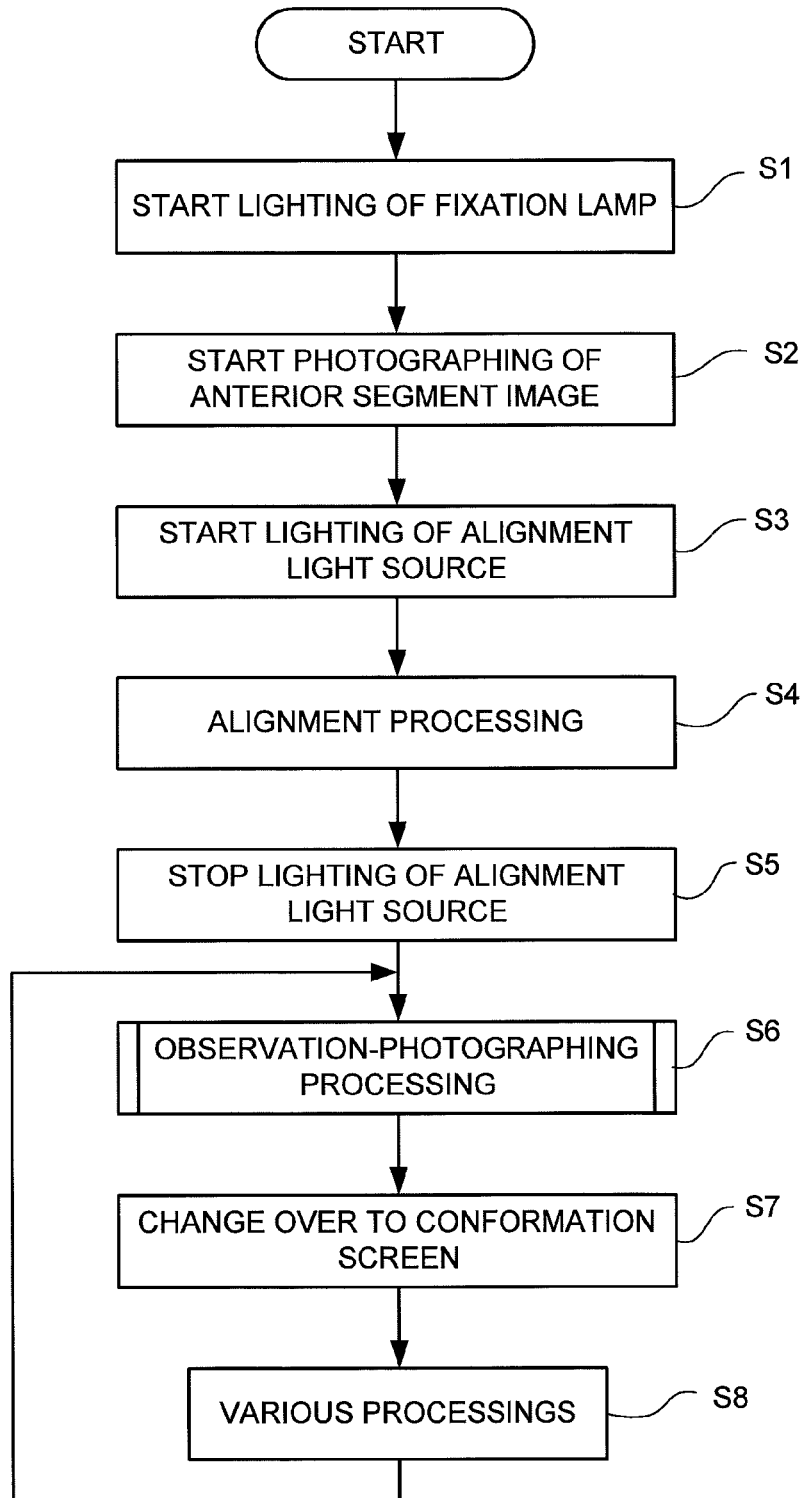 START
S1
START LIGHTING OF FIXATION LAMP
S2
START PHOTOGRAPHING OF
ANTERIOR SEGMENT IMAGE
S3
START LIGHTING OF ALIGNMENT
LIGHT SOURCE
S4
ALIGNMENT PROCESSING
S5
STOP LIGHTING OF ALIGNMENT
LIGHT SOURCE
S6
OBSERVATION-PHOTOGRAPHING
PROCESSING
S7
CHANGE OVER TO CONFORMATION
SCREEN
S8
VARIOUS PROCESSINGS